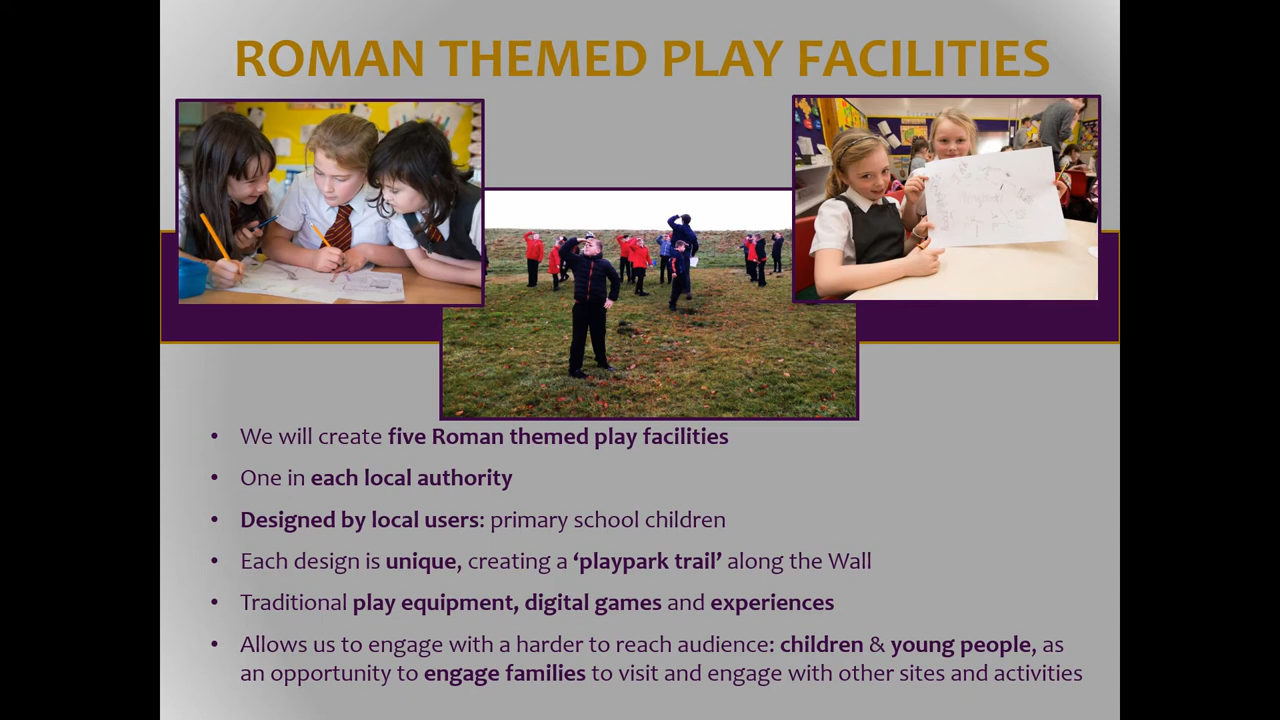 ROMAN THEMED PLAY FACILITIES
• We will create five Roman themed play facilities
• One in each local authority
• Designed by local users: primary school children
• Each design is unique, creating a ‘playpark trail’ along the Wall
• Traditional play equipment, digital games and experiences
• Allows us to engage with a harder to reach audience: children & young people, as
an opportunity to engage families to visit and engage with other sites and activities